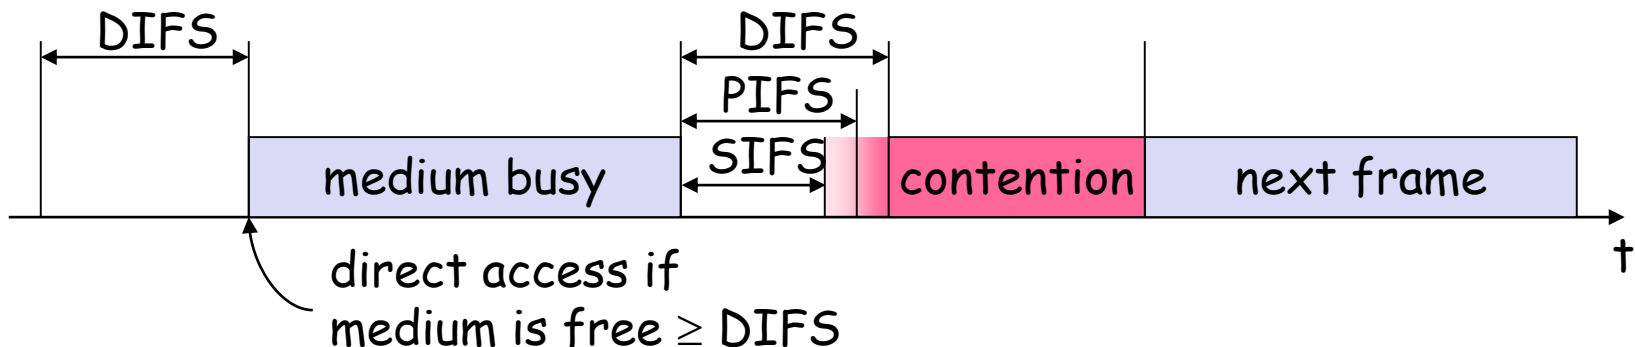 DIFS
DIFS
PIFS
SIFS
medium busy
contention
next frame
t
direct access if
medium is free ≥ DIFS